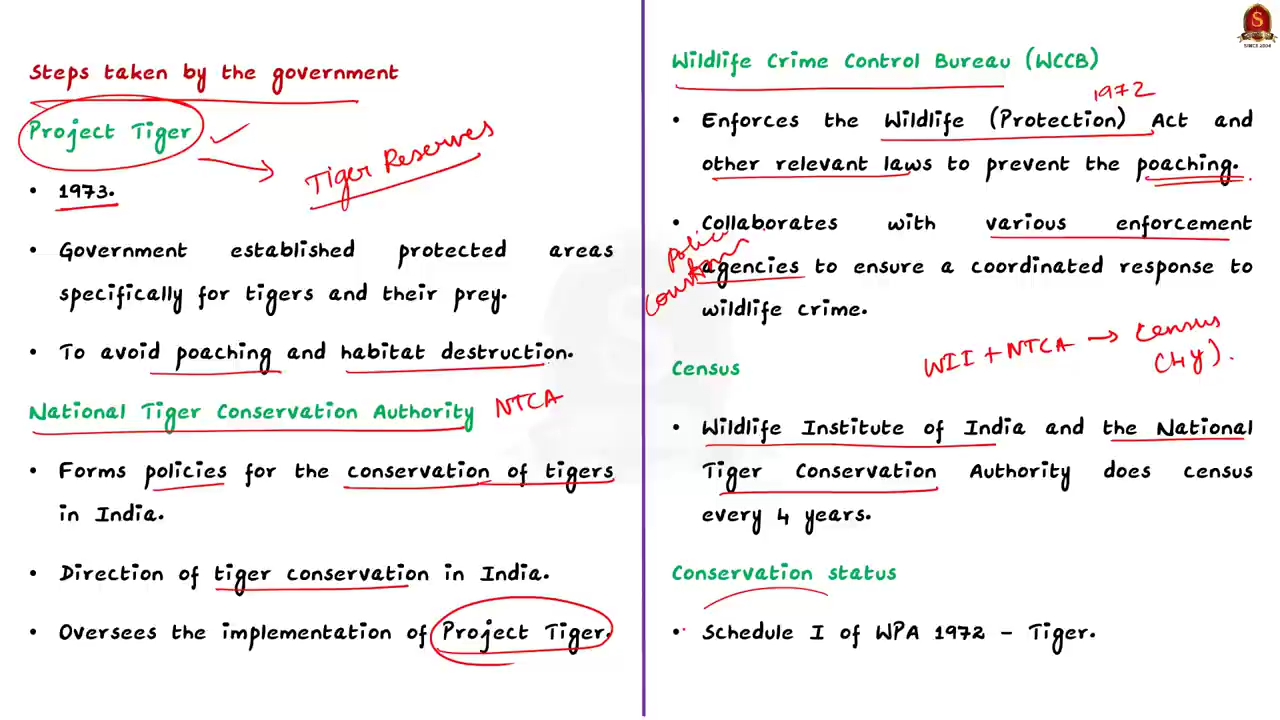 Steps taken by the government
Project Tiger
Tiger Reserves
• 1973.
• Government established protected areas
specifically for tigers and their prey.
• To avoid poaching and habitat destruction.
National Tiger Conservation Authority NTCA
• Forms policies for the conservation of tigers
in India.
• Direction of tiger conservation in India.
• Oversees the implementation of Project Tiger.
Wildlife Crime Control Bureau (WCCB)
1972
• Enforces the Wildlife (Protection) Act and
other relevant laws to prevent the poaching.
• Collaborates with various enforcement
agencies to ensure a coordinated response to
wildlife crime.
WII + NTCA → Census
(4y).
Census
• Wildlife Institute of India and the National
Tiger Conservation Authority does census
every 4 years.
Conservation status
• Schedule I of WPA 1972 - Tiger.
SINCE 2004